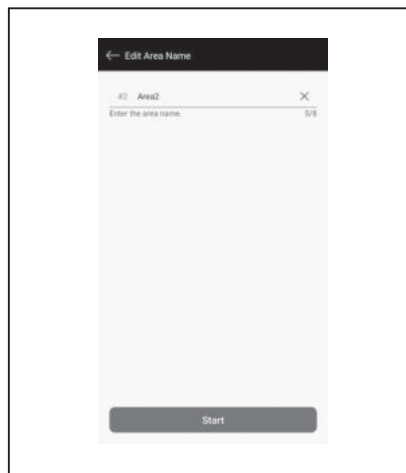 ← Edit Area Name
#2 Area2 ×
Enter the area name. 5/8
Start